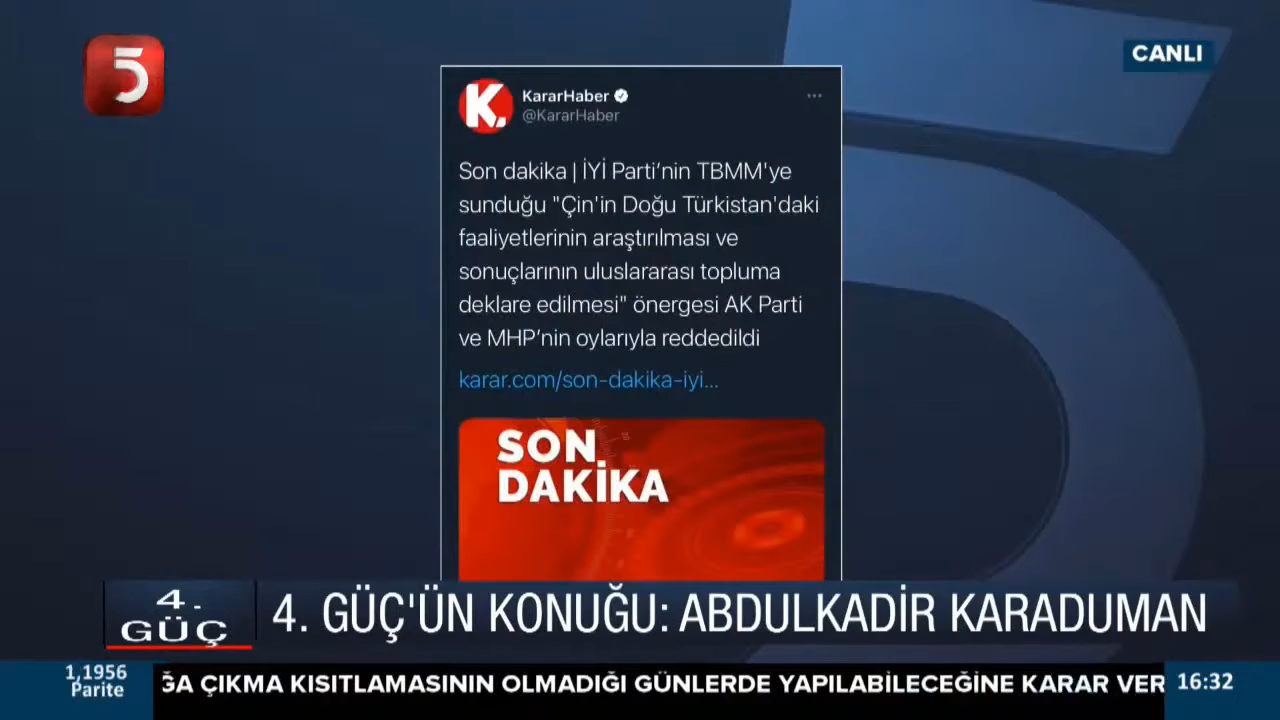 5
CANLI
K.
KararHaber
@KararHaber
Son dakika | İYİ Parti’nin TBMM'ye
sunduğu "Çin'in Doğu Türkistan'daki
faaliyetlerinin araştırılması ve
sonuçlarının uluslararası topluma
deklare edilmesi" önergesi AK Parti
ve MHP’nin oylarıyla reddedildi
karar.com/son-dakika-iyi...
SON
DAKİKA
4.
GÜÇ
4. GÜÇ'ÜN KONUĞU: ABDULKADİR KARADUMAN
1,1956
Parite
ĞA ÇIKMA KISITLAMASININ OLMADIĞI GÜNLERDE YAPILABİLECEĞİNE KARAR VER
16:32